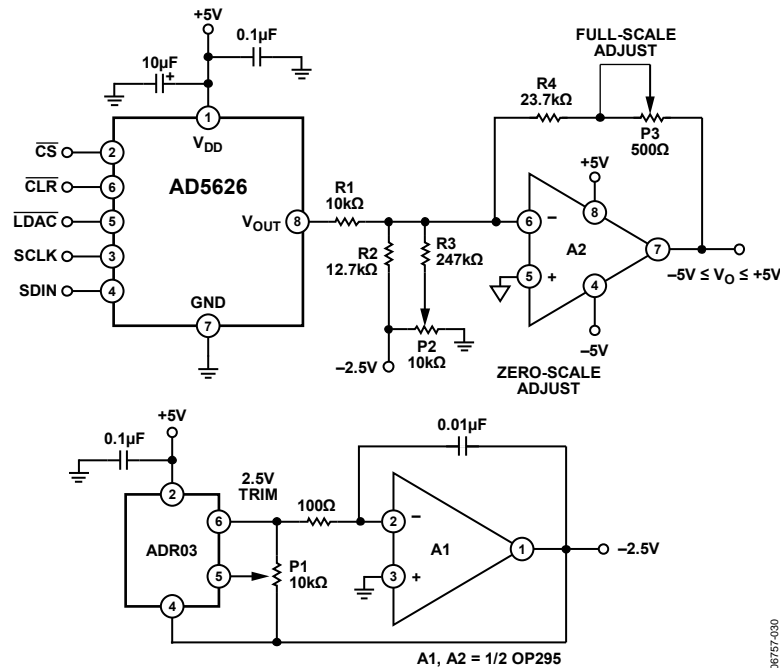 +5V
0.1µF
10µF
+
1
V_DD
C̅S̅
2
C̅L̅R̅
6
L̅D̅A̅C̅
5
SCLK
3
SDIN
4
AD5626
V_OUT
8
GND
7
R1
10kΩ
R2
12.7kΩ
R3
247kΩ
P2
10kΩ
–2.5V
FULL-SCALE
ADJUST
R4
23.7kΩ
P3
500Ω
+5V
8
6
–
A2
7
5
+
4
–5V
–5V ≤ V_O ≤ +5V
ZERO-SCALE
ADJUST
+5V
0.1µF
2
ADR03
6
5
4
2.5V
TRIM
P1
10kΩ
100Ω
0.01µF
2
–
A1
1
3
+
–2.5V
A1, A2 = 1/2 OP295
06757-030